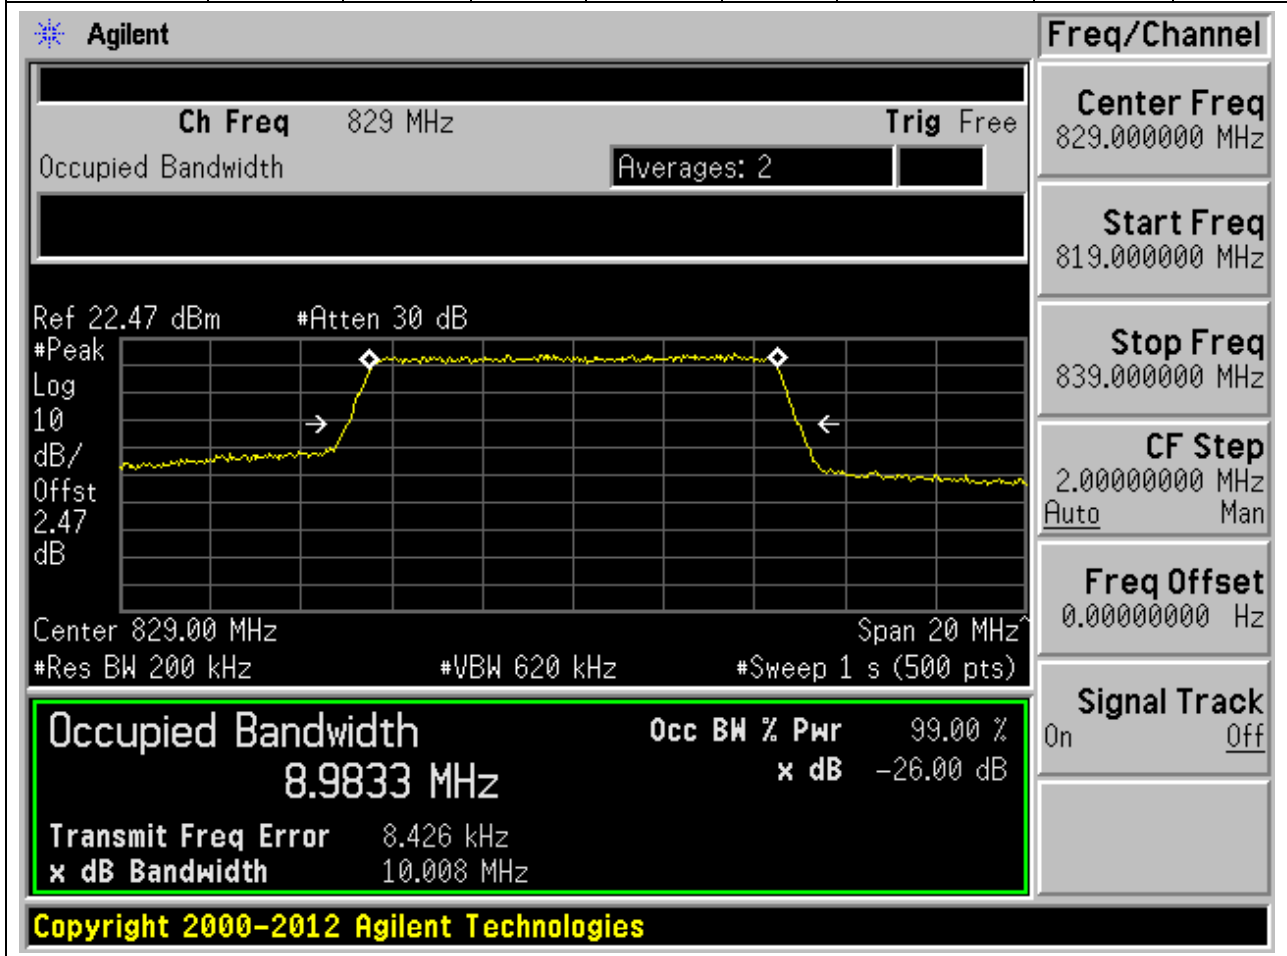 Agilent
Freq/Channel
Ch Freq 829 MHz Trig Free
Occupied Bandwidth Averages: 2
Center Freq
829.000000 MHz
Start Freq
819.000000 MHz
Stop Freq
839.000000 MHz
CF Step
2.00000000 MHz
Auto Man
Freq Offset
0.00000000 Hz
Signal Track
On Off
Ref 22.47 dBm #Atten 30 dB
#Peak
Log
10
dB/
Offst
2.47
dB
Center 829.00 MHz Span 20 MHz^
#Res BW 200 kHz #VBW 620 kHz #Sweep 1 s (500 pts)
Occupied Bandwidth Occ BW % Pwr 99.00 %
8.9833 MHz x dB -26.00 dB
Transmit Freq Error 8.426 kHz
x dB Bandwidth 10.008 MHz
Copyright 2000-2012 Agilent Technologies